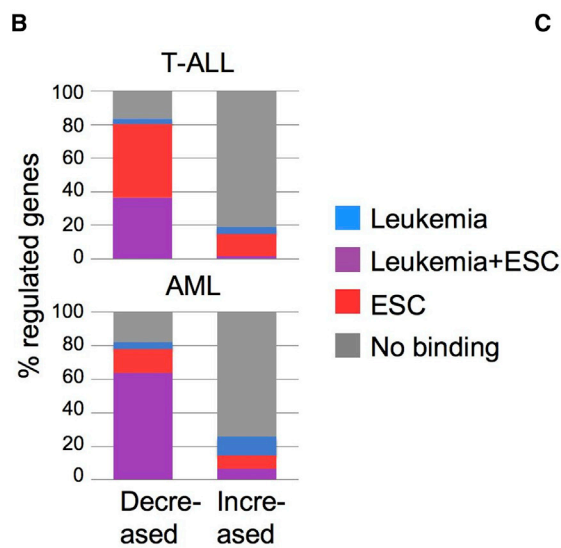 B
C
T-ALL
100
80
60
40
20
0
% regulated genes
AML
100
80
60
40
20
0
Decre-
ased
Incre-
ased
Leukemia
Leukemia+ESC
ESC
No binding